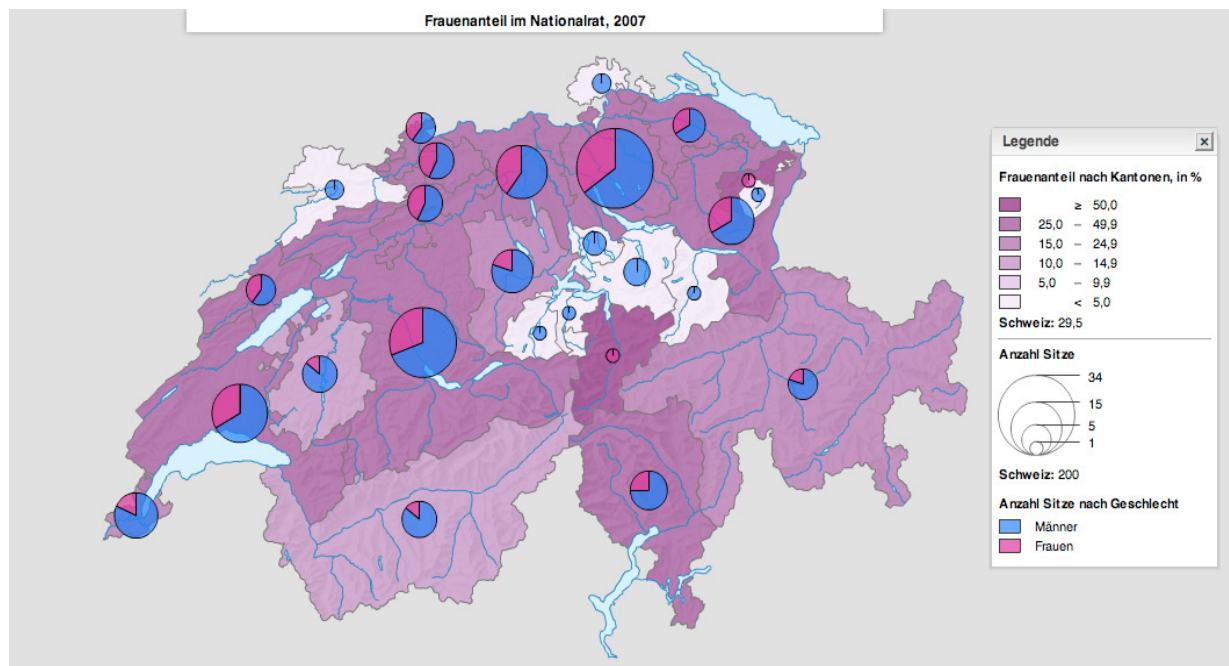 Frauenanteil im Nationalrat, 2007
Legende
Frauenanteil nach Kantonen, in %
≥ 50,0
25,0 – 49,9
15,0 – 24,9
10,0 – 14,9
5,0 – 9,9
< 5,0
Schweiz: 29,5
Anzahl Sitze
34
15
5
1
Schweiz: 200
Anzahl Sitze nach Geschlecht
Männer
Frauen